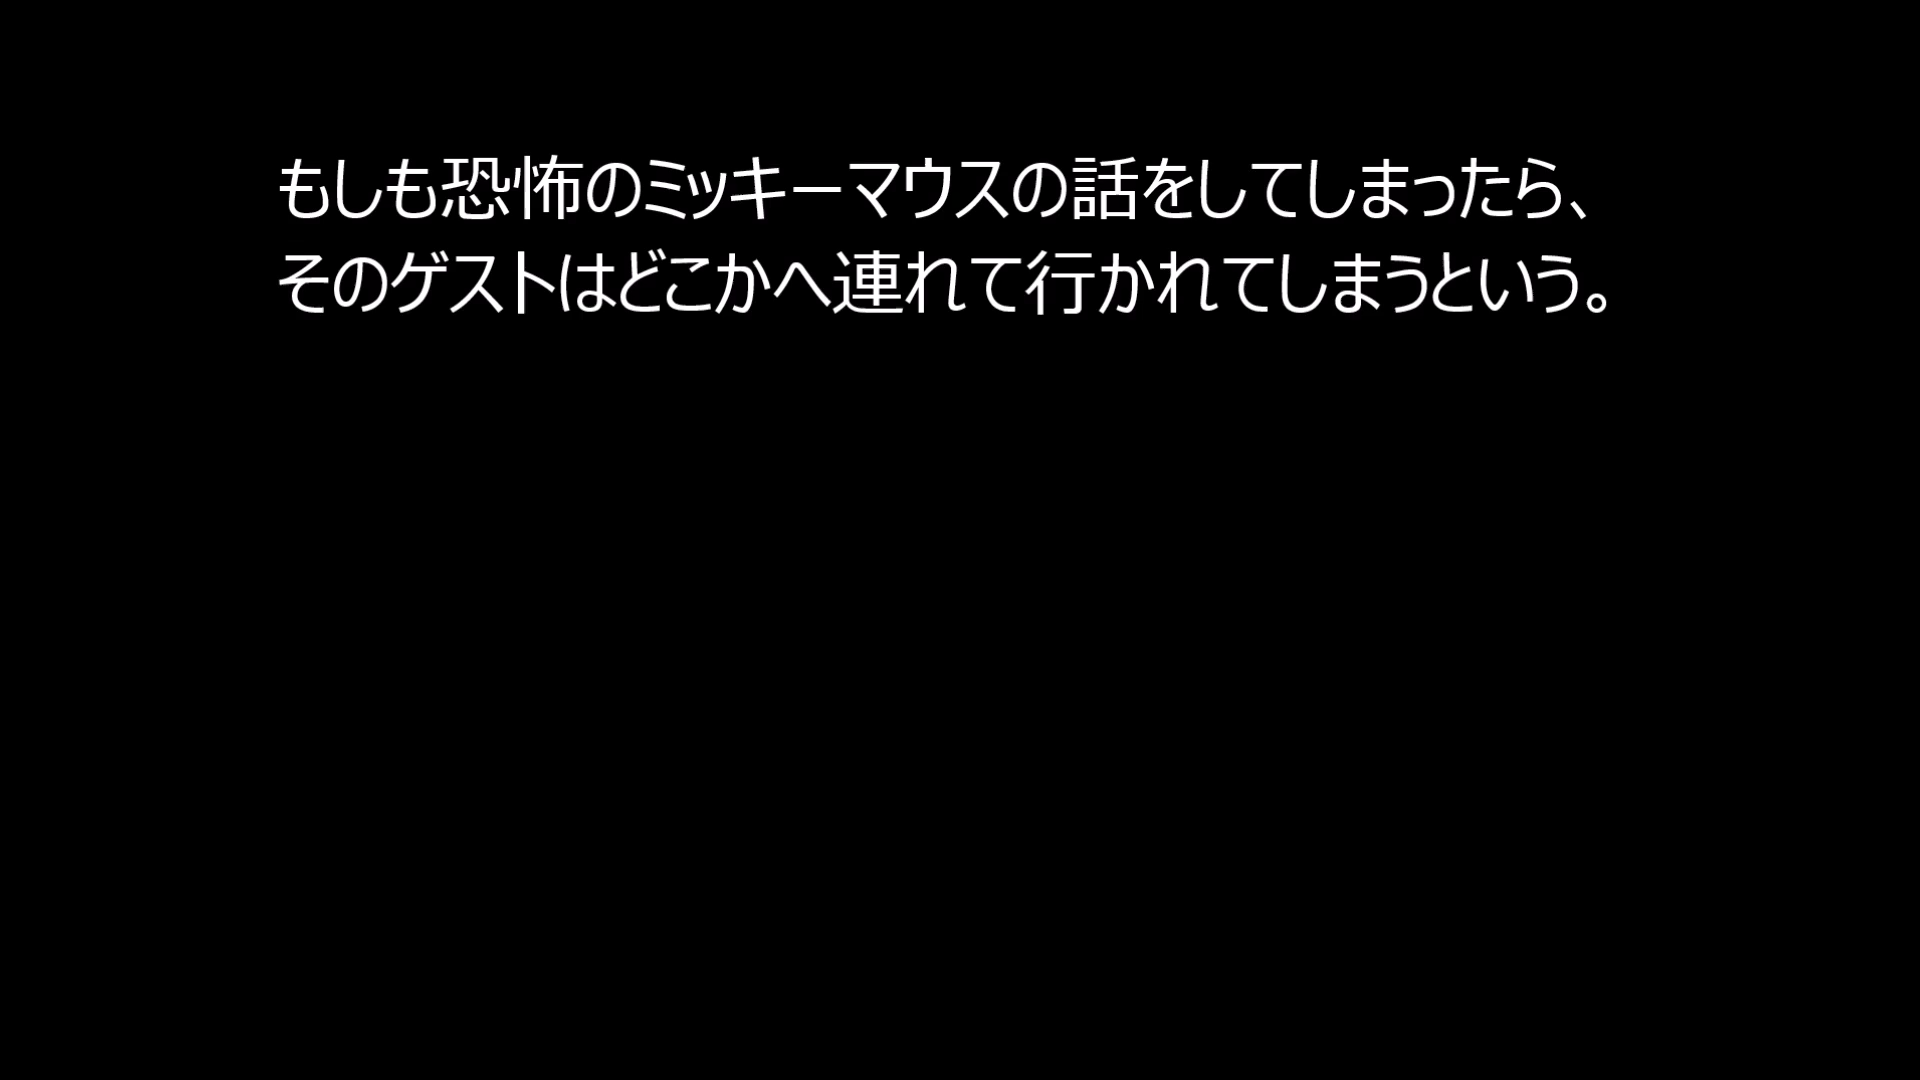 もしも恐怖のミッキーマウスの話をしてしまったら、
そのゲストはどこかへ連れて行かれてしまうという。